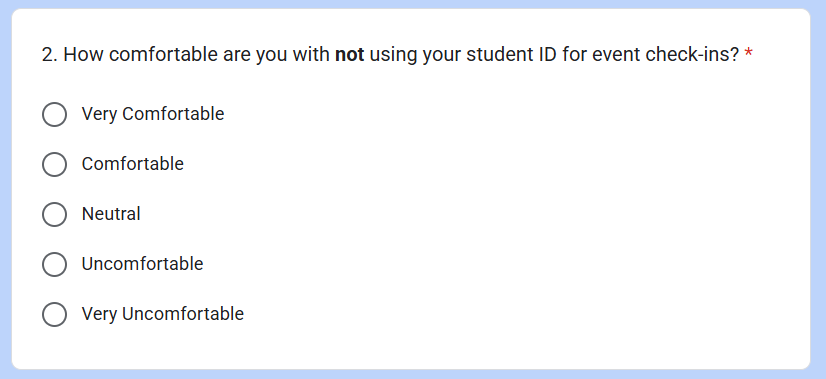 2. How comfortable are you with not using your student ID for event check-ins? *
Very Comfortable
Comfortable
Neutral
Uncomfortable
Very Uncomfortable